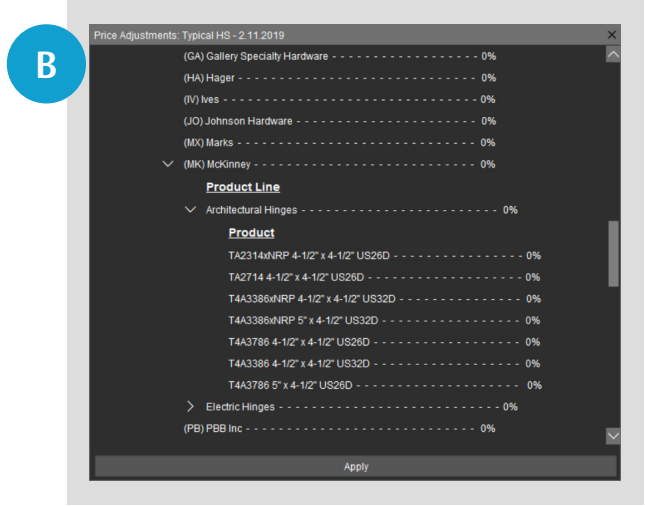 B
Price Adjustments: Typical HS - 2.11.2019
(GA) Gallery Specialty Hardware - - - - - - - - - - - - - - - - - - 0%
(HA) Hager - - - - - - - - - - - - - - - - - - - - - - - - - - - - - 0%
(IV) Ives - - - - - - - - - - - - - - - - - - - - - - - - - - - - - - - 0%
(JO) Johnson Hardware - - - - - - - - - - - - - - - - - - - - - - 0%
(MX) Marks - - - - - - - - - - - - - - - - - - - - - - - - - - - - - 0%
(MK) McKinney - - - - - - - - - - - - - - - - - - - - - - - - - - - 0%
Product Line
Architectural Hinges - - - - - - - - - - - - - - - - - - - - - - - - 0%
Product
TA2314xNRP 4-1/2" x 4-1/2" US26D - - - - - - - - - - - - - - - - 0%
TA2714 4-1/2" x 4-1/2" US26D - - - - - - - - - - - - - - - - - - - 0%
T4A3386xNRP 4-1/2" x 4-1/2" US32D - - - - - - - - - - - - - - - 0%
T4A3386xNRP 5" x 4-1/2" US32D - - - - - - - - - - - - - - - - - - 0%
T4A3786 4-1/2" x 4-1/2" US26D - - - - - - - - - - - - - - - - - - 0%
T4A3386 4-1/2" x 4-1/2" US32D - - - - - - - - - - - - - - - - - - 0%
T4A3786 5" x 4-1/2" US26D - - - - - - - - - - - - - - - - - - - - 0%
Electric Hinges - - - - - - - - - - - - - - - - - - - - - - - - - - - 0%
(PB) PBB Inc - - - - - - - - - - - - - - - - - - - - - - - - - - - - 0%
Apply